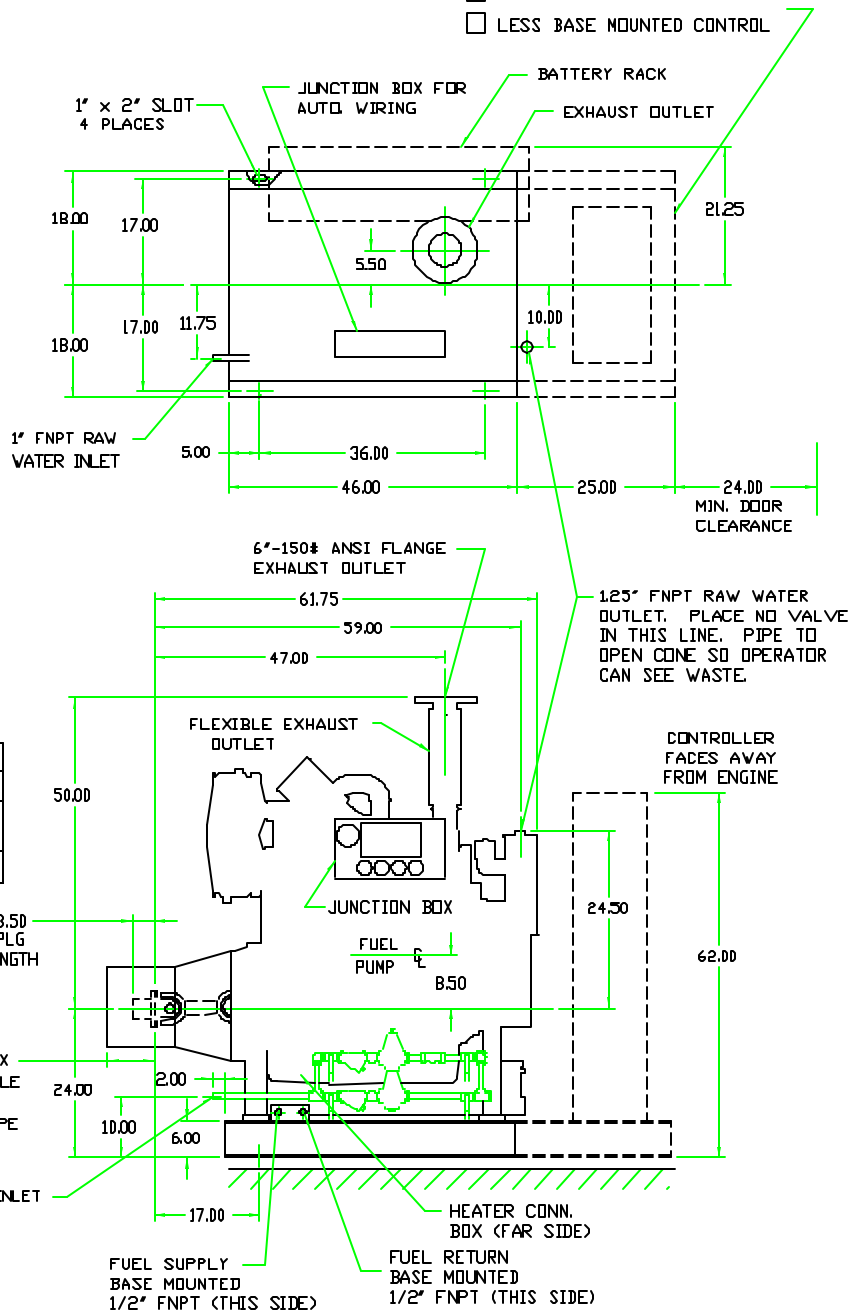 LESS BASE MOUNTED CONTROL
BATTERY RACK
JUNCTION BOX FOR
AUTO. WIRING
1" x 2" SLOT
4 PLACES
EXHAUST OUTLET
18.00
17.00
21.25
5.50
17.00
11.75
10.00
18.00
1" FNPT RAW
WATER INLET
5.00
36.00
46.00
25.00
24.00
MIN. DOOR
CLEARANCE
6"-150# ANSI FLANGE
EXHAUST OUTLET
61.75
59.00
47.00
1.25" FNPT RAW WATER
OUTLET. PLACE NO VALVE
IN THIS LINE. PIPE TO
OPEN CONE SO OPERATOR
CAN SEE WASTE.
FLEXIBLE EXHAUST
OUTLET
CONTROLLER
FACES AWAY
FROM ENGINE
50.00
JUNCTION BOX
24.50
3.50
PLG
NGTH
FUEL
PUMP
℄
8.50
62.00
X
LE
PE
24.00
2.00
10.00
6.00
INLET
17.00
HEATER CONN.
BOX (FAR SIDE)
FUEL SUPPLY
BASE MOUNTED
1/2" FNPT (THIS SIDE)
FUEL RETURN
BASE MOUNTED
1/2" FNPT (THIS SIDE)